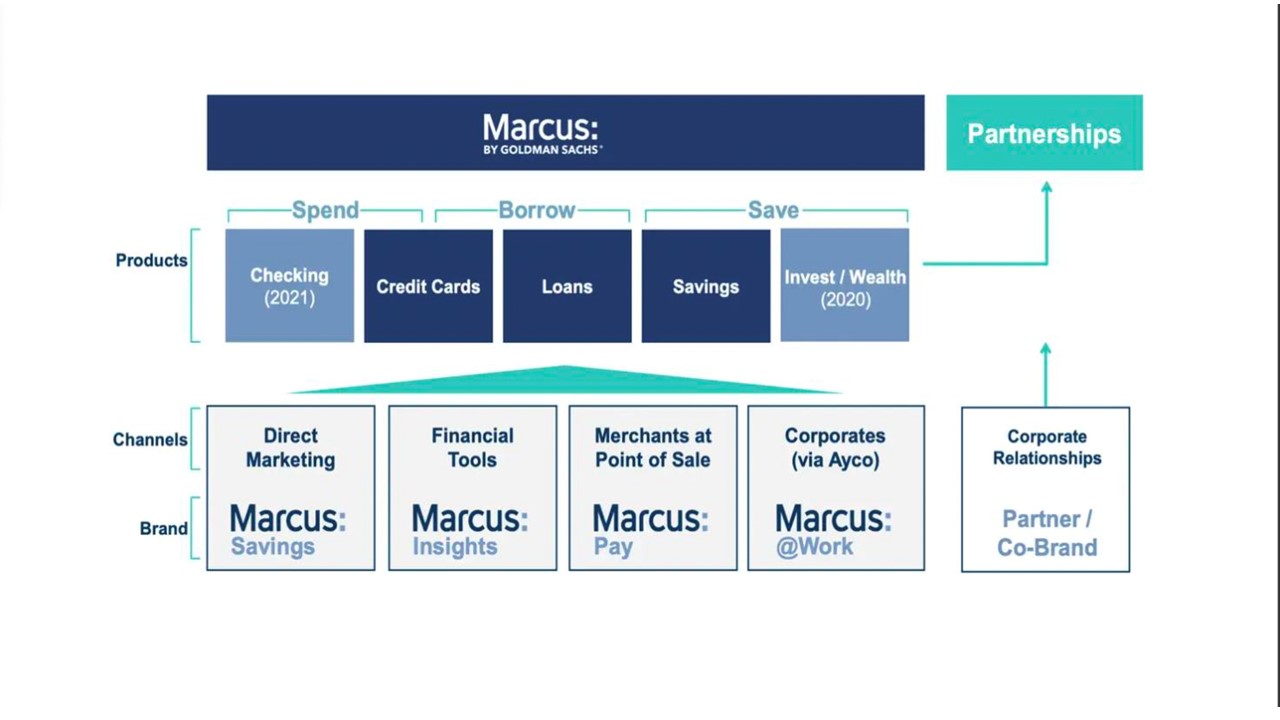 Marcus:
BY GOLDMAN SACHS®
Partnerships
Spend
Borrow
Save
Products
Checking
(2021)
Credit Cards
Loans
Savings
Invest / Wealth
(2020)
Channels
Direct
Marketing
Financial
Tools
Merchants at
Point of Sale
Corporates
(via Ayco)
Corporate
Relationships
Brand
Marcus:
Savings
Marcus:
Insights
Marcus:
Pay
Marcus:
@Work
Partner /
Co-Brand